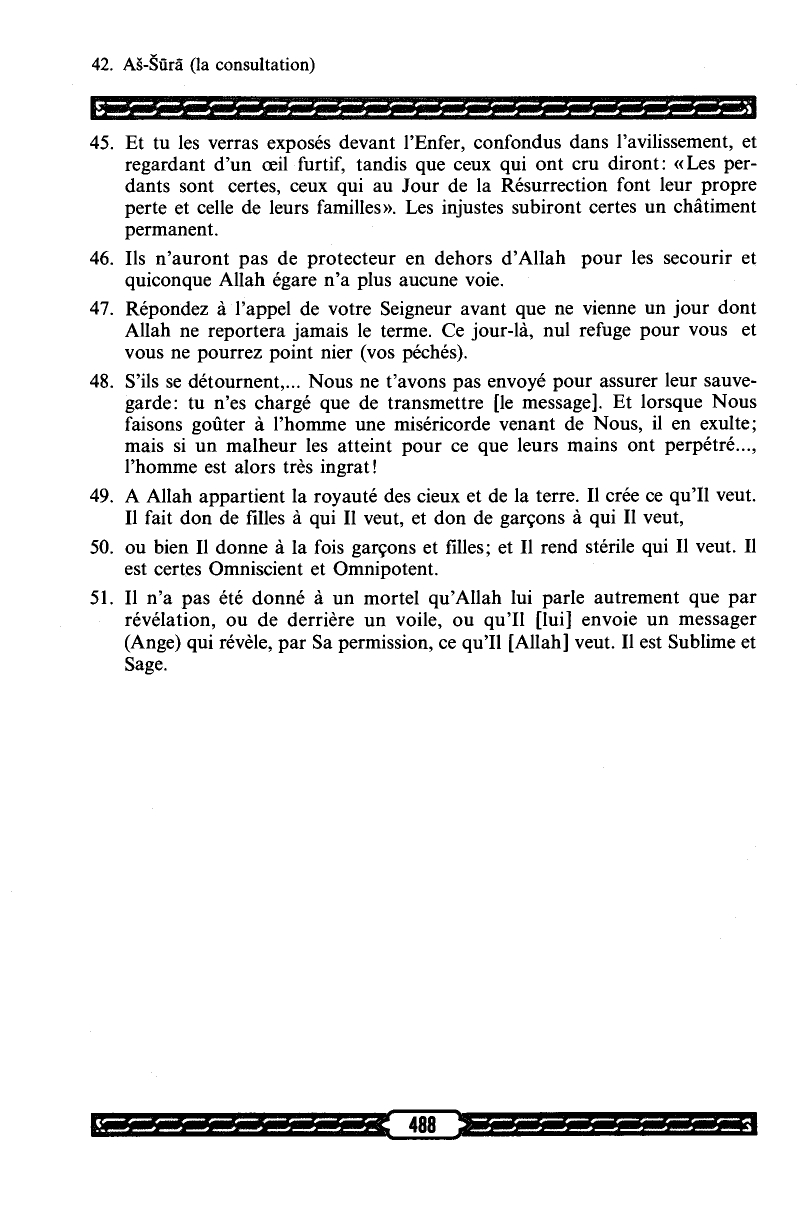 42. Aš-Šūrā (la consultation)
45. Et tu les verras exposés devant l'Enfer, confondus dans l'avilissement, et
regardant d'un œil furtif, tandis que ceux qui ont cru diront: «Les per-
dants sont certes, ceux qui au Jour de la Résurrection font leur propre
perte et celle de leurs familles». Les injustes subiront certes un châtiment
permanent.
46. Ils n'auront pas de protecteur en dehors d'Allah pour les secourir et
quiconque Allah égare n'a plus aucune voie.
47. Répondez à l'appel de votre Seigneur avant que ne vienne un jour dont
Allah ne reportera jamais le terme. Ce jour-là, nul refuge pour vous et
vous ne pourrez point nier (vos péchés).
48. S'ils se détournent,... Nous ne t'avons pas envoyé pour assurer leur sauve-
garde: tu n'es chargé que de transmettre [le message]. Et lorsque Nous
faisons goûter à l'homme une miséricorde venant de Nous, il en exulte;
mais si un malheur les atteint pour ce que leurs mains ont perpétré...,
l'homme est alors très ingrat!
49. A Allah appartient la royauté des cieux et de la terre. Il crée ce qu'Il veut.
Il fait don de filles à qui Il veut, et don de garçons à qui Il veut,
50. ou bien Il donne à la fois garçons et filles; et Il rend stérile qui Il veut. Il
est certes Omniscient et Omnipotent.
51. Il n'a pas été donné à un mortel qu'Allah lui parle autrement que par
révélation, ou de derrière un voile, ou qu'Il [lui] envoie un messager
(Ange) qui révèle, par Sa permission, ce qu'Il [Allah] veut. Il est Sublime et
Sage.
488